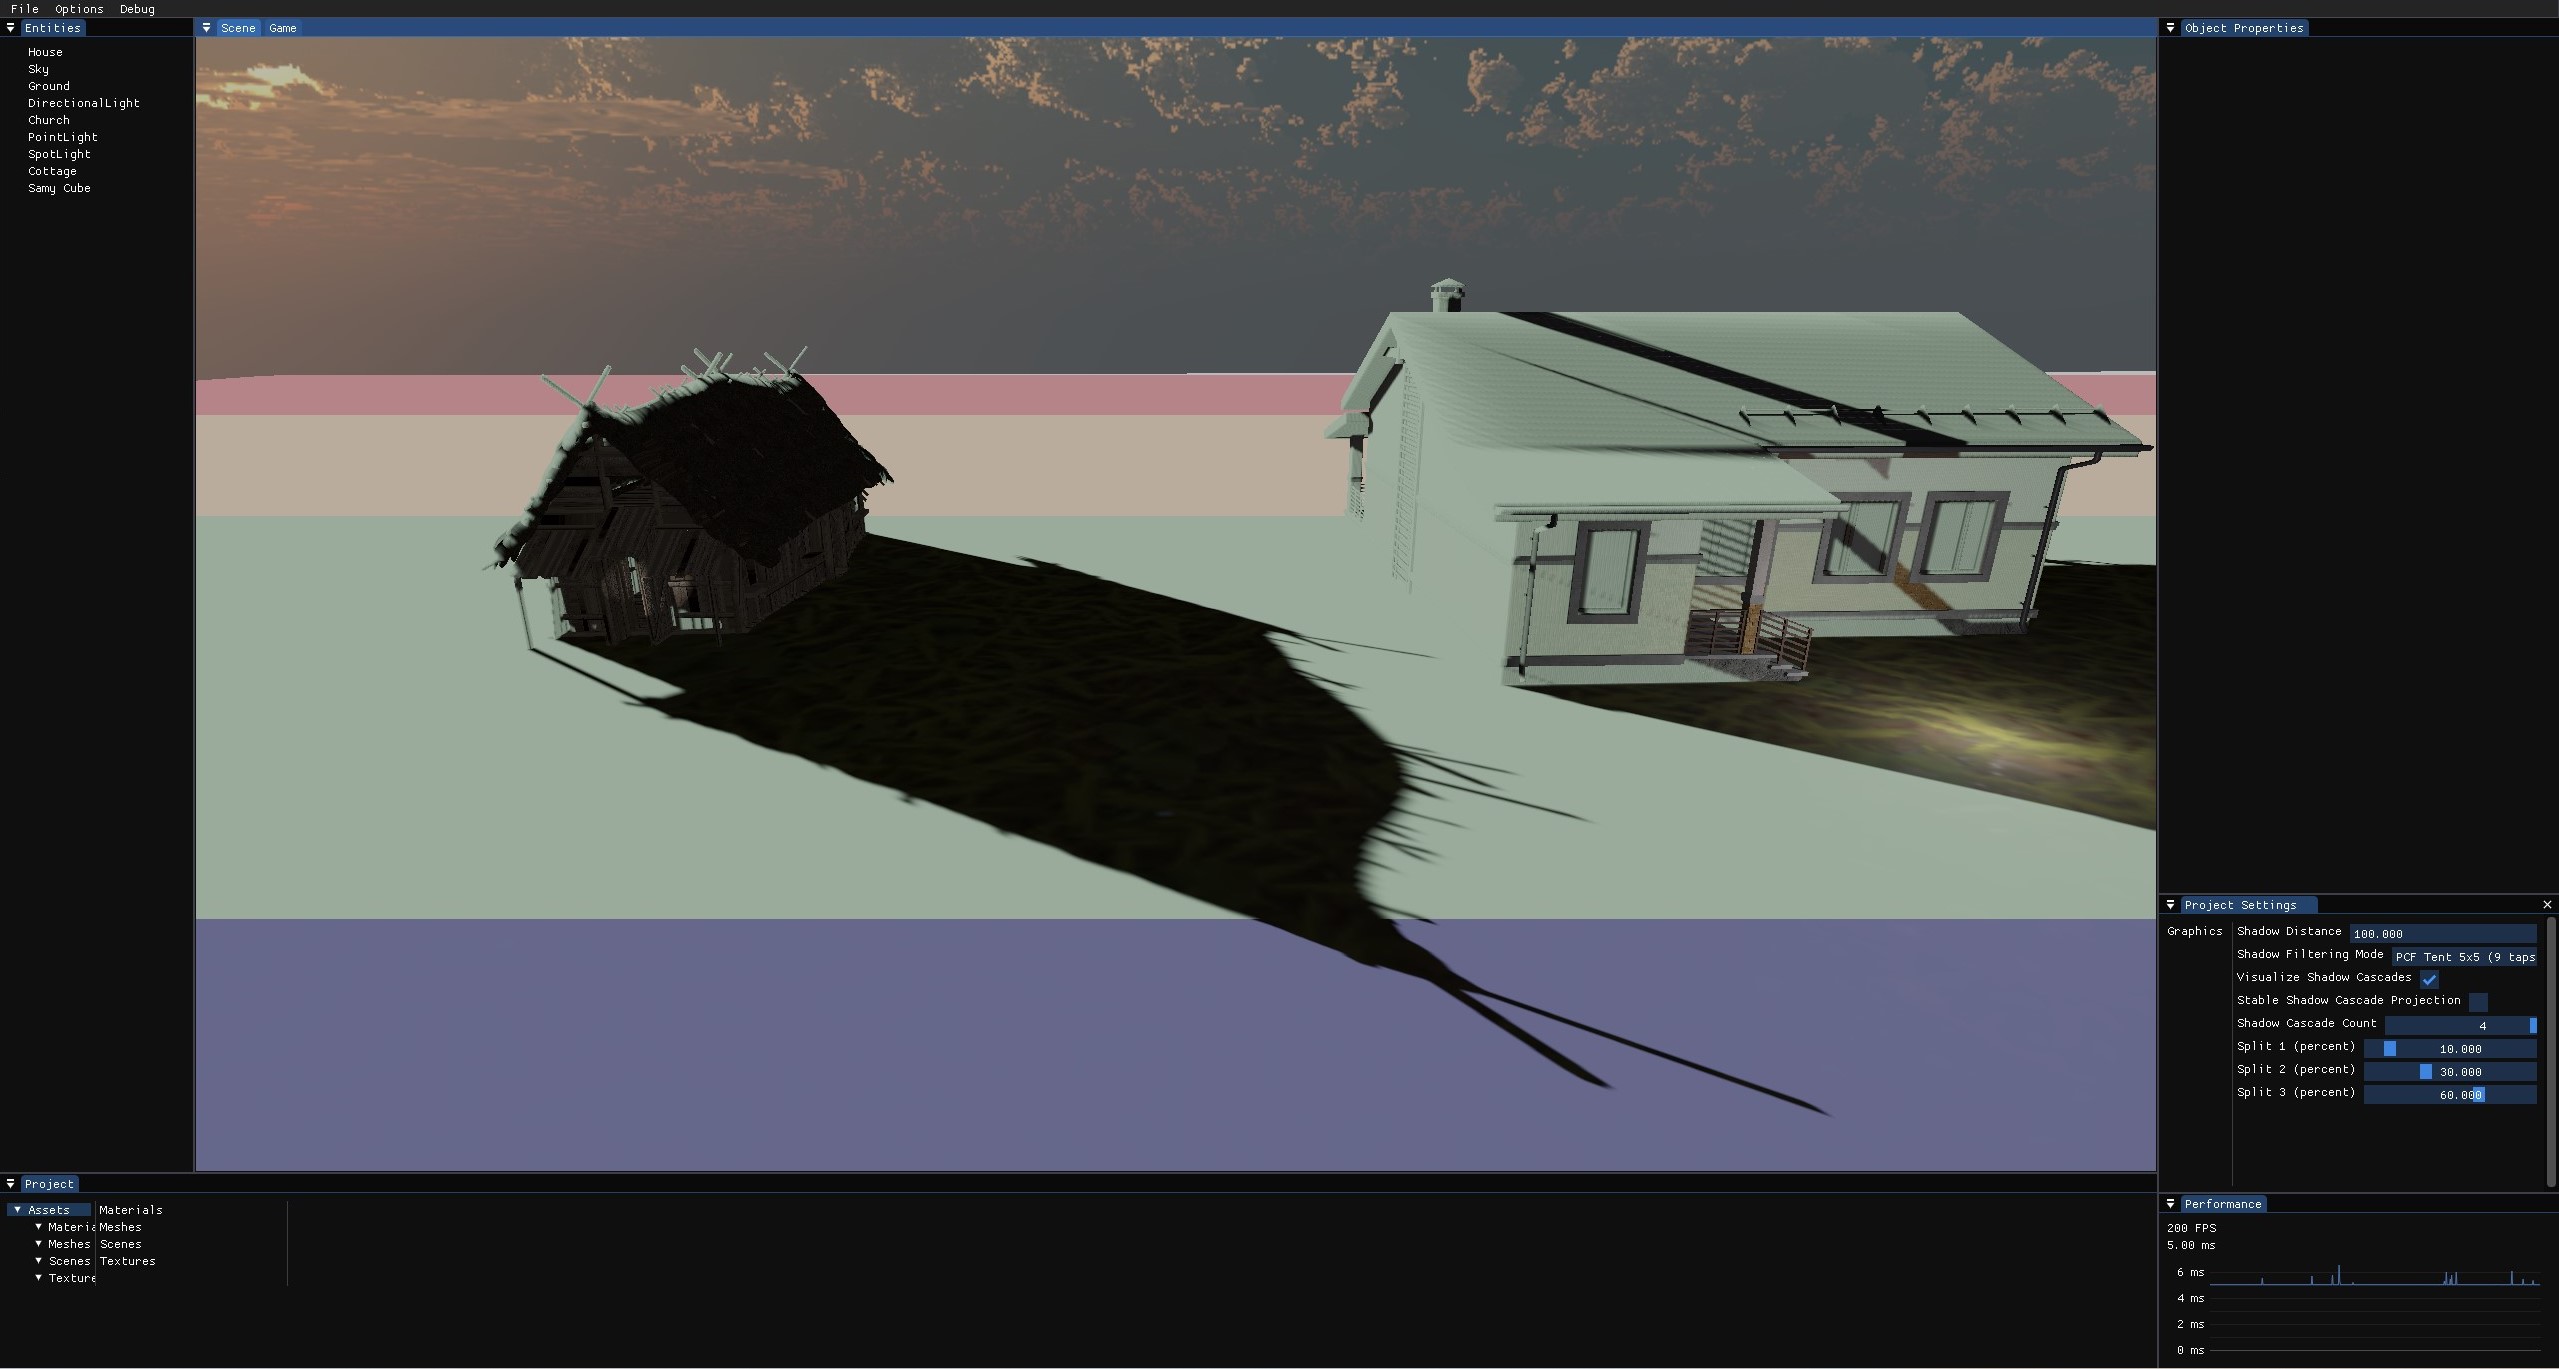 File Options Debug
Entities
House
Sky
Ground
DirectionalLight
Church
PointLight
SpotLight
Cottage
Samy Cube
Scene Game
Object Properties
Project Settings
Graphics
Shadow Distance 100.000
Shadow Filtering Mode PCF Tent 5x5 (9 taps
Visualize Shadow Cascades
Stable Shadow Cascade Projection
Shadow Cascade Count 4
Split 1 (percent) 10.000
Split 2 (percent) 30.000
Split 3 (percent) 60.000
Project
Assets
Materia
Meshes
Scenes
Texture
Materials
Meshes
Scenes
Textures
Performance
200 FPS
5.00 ms
6 ms
4 ms
2 ms
0 ms